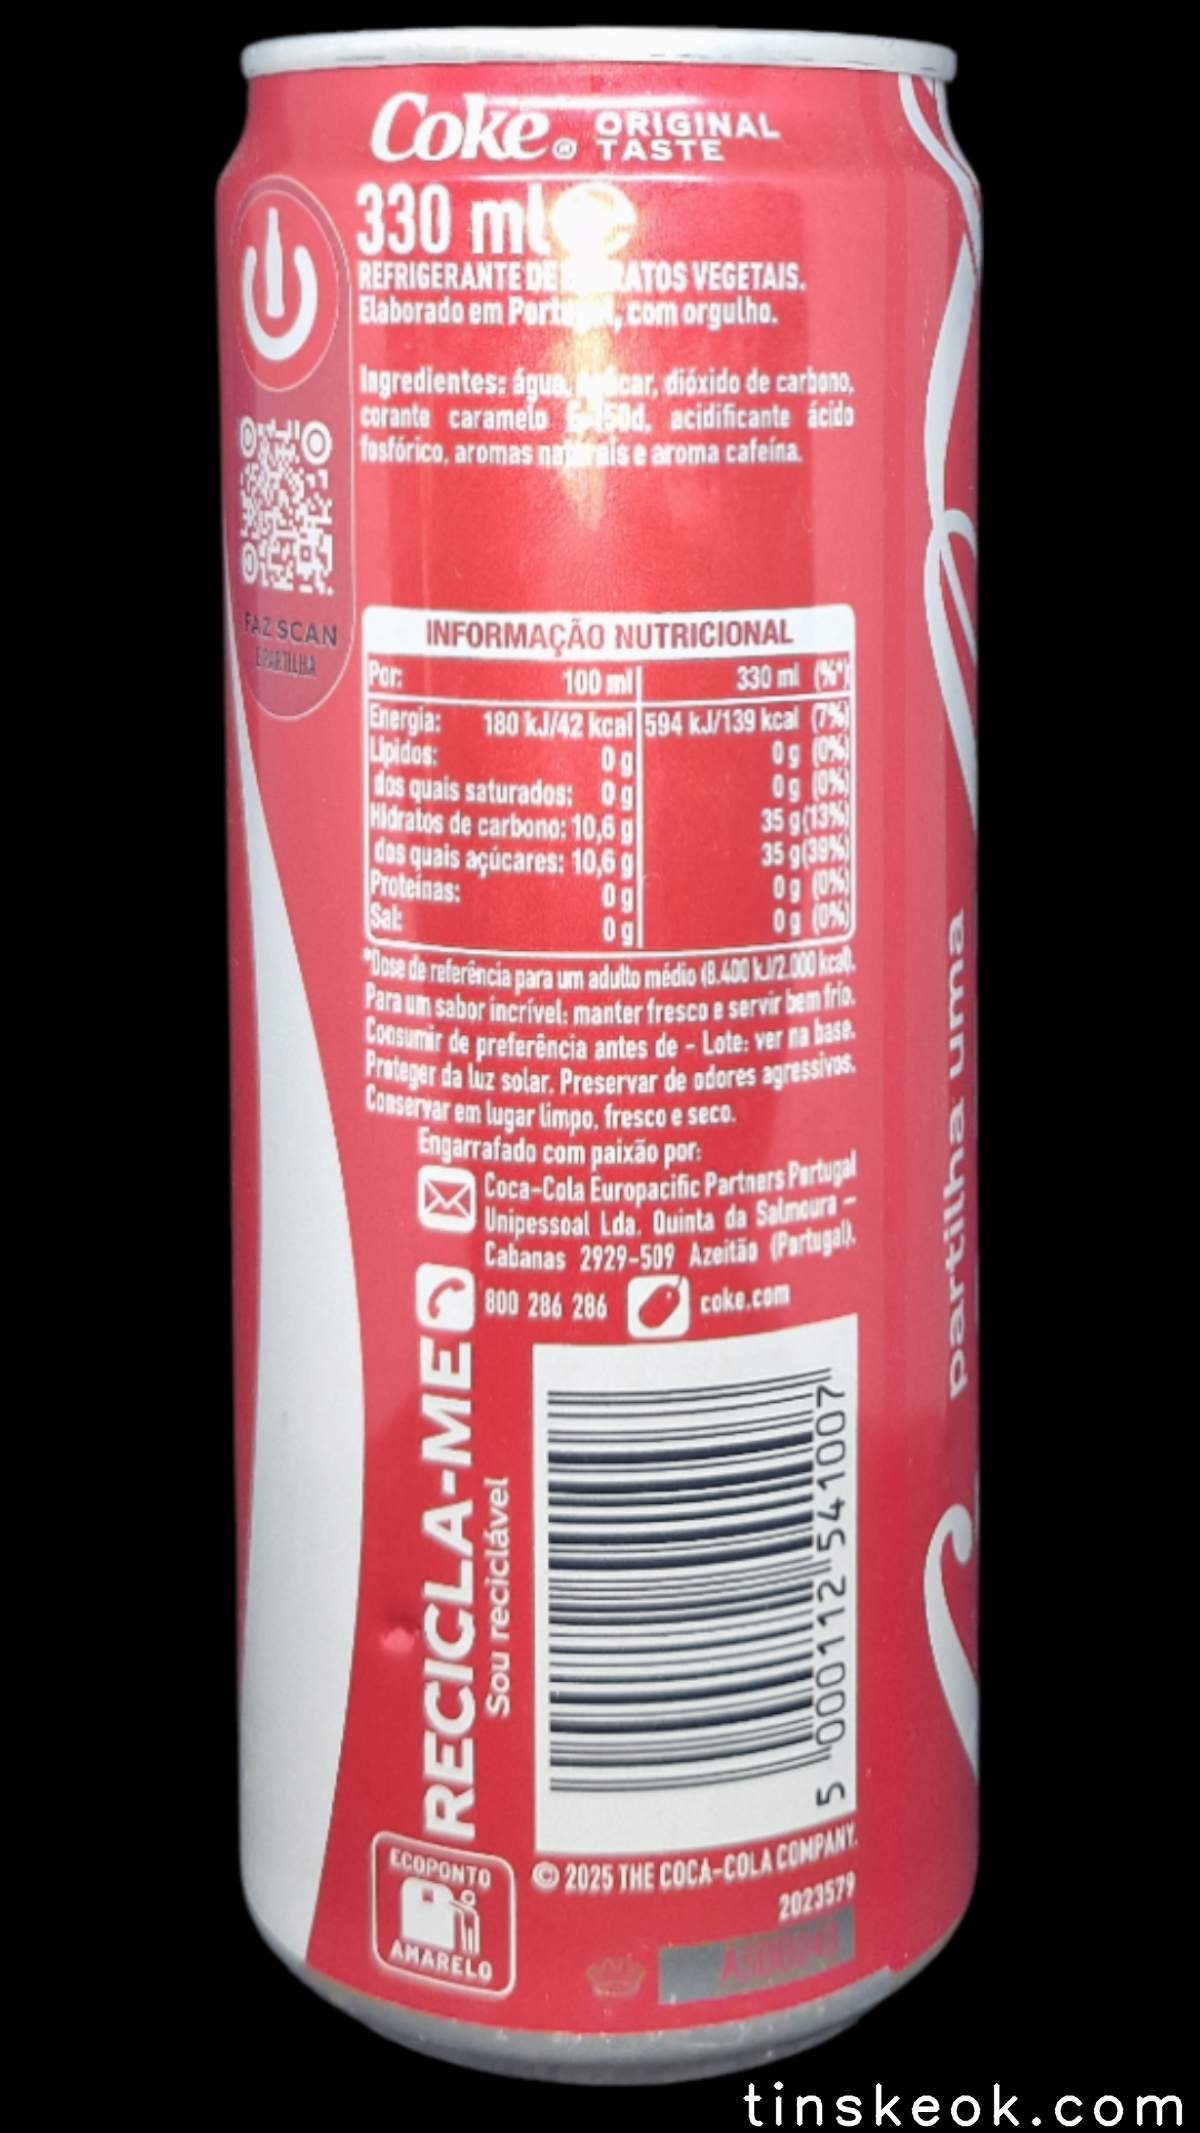 Coke® ORIGINAL TASTE
330 ml
REFRIGERANTE DE EXTRATOS VEGETAIS.
Elaborado em Portugal, com orgulho.
Ingredientes: água, açúcar, dióxido de carbono,
corante caramelo E-150d, acidificante ácido
fosfórico, aromas naturais e aroma cafeína.
FAZ SCAN
E PARTILHA
INFORMAÇÃO NUTRICIONAL
Por: 100 ml 330 ml (%*)
Energia: 180 kJ/42 kcal 594 kJ/139 kcal (7%)
Lípidos: 0 g 0 g (0%)
dos quais saturados: 0 g 0 g (0%)
Hidratos de carbono: 10,6 g 35 g (13%)
dos quais açúcares: 10,6 g 35 g (39%)
Proteínas: 0 g 0 g (0%)
Sal: 0 g 0 g (0%)
*Dose de referência para um adulto médio (8.400 kJ/2.000 kcal).
Para um sabor incrível: manter fresco e servir bem frio.
Consumir de preferência antes de - Lote: ver na base.
Proteger da luz solar. Preservar de odores agressivos.
Conservar em lugar limpo, fresco e seco.
Engarrafado com paixão por:
Coca-Cola Europacific Partners Portugal
Unipessoal Lda. Quinta da Salmoura –
Cabanas 2929-509 Azeitão (Portugal).
800 286 286 coke.com
RECICLA-ME
Sou reciclável
5 000112 541007
ECOPONTO
AMARELO
© 2025 THE COCA-COLA COMPANY.
2023579
partilha uma
tinskeok.com